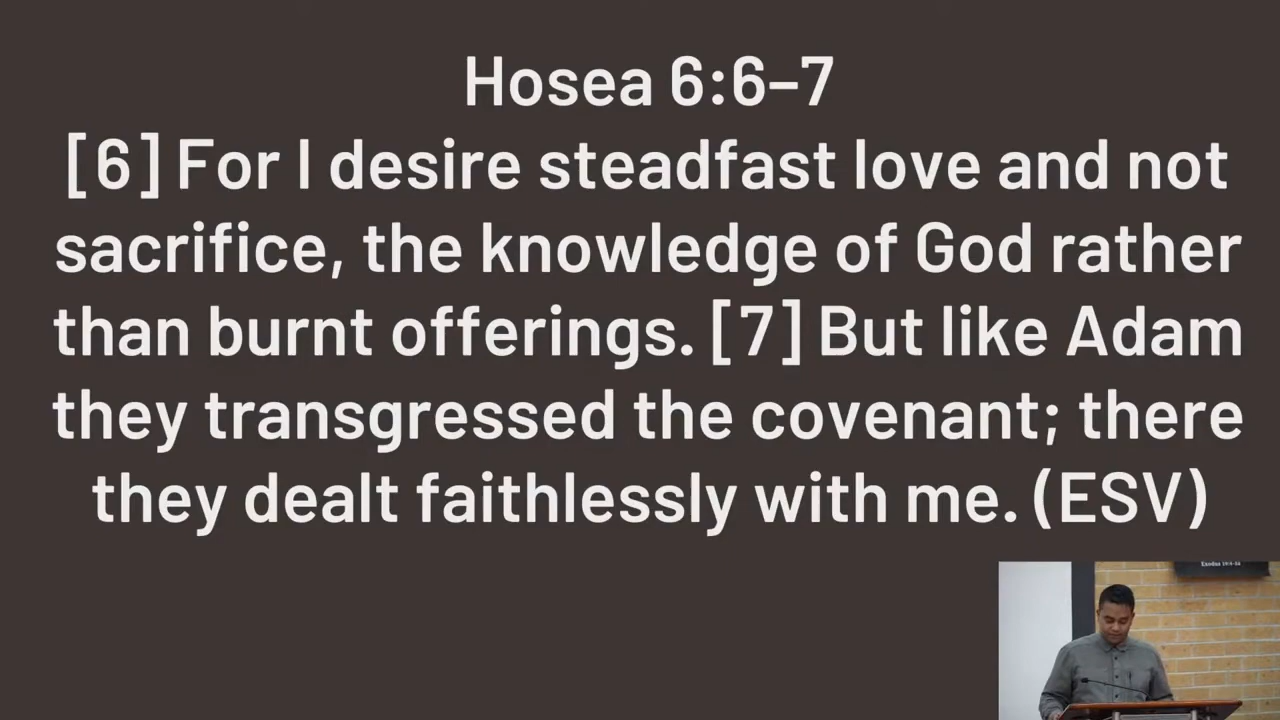 Hosea 6:6–7
[6] For I desire steadfast love and not
sacrifice, the knowledge of God rather
than burnt offerings. [7] But like Adam
they transgressed the covenant; there
they dealt faithlessly with me. (ESV)